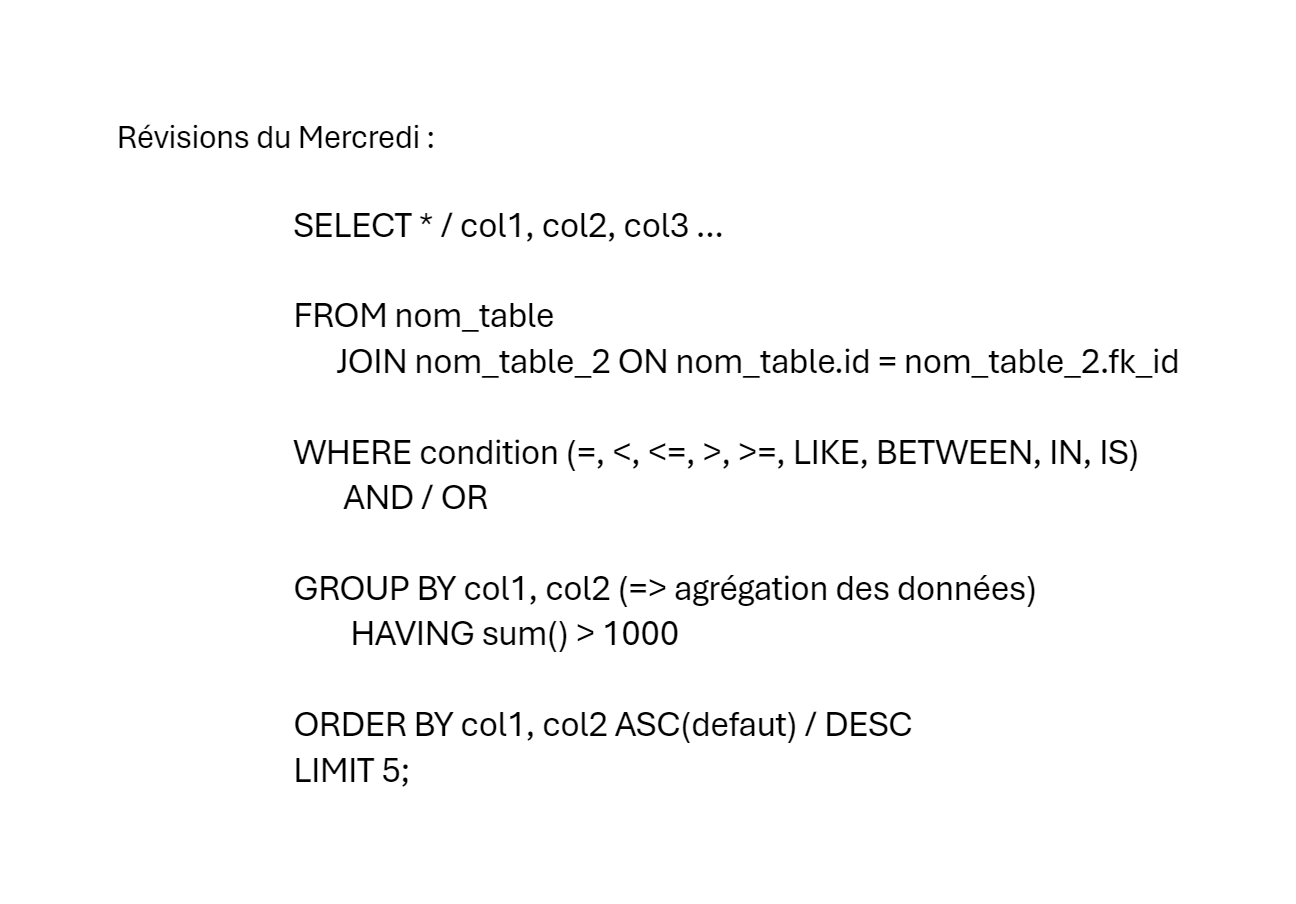 Révisions du Mercredi :
SELECT * / col1, col2, col3 ...
FROM nom_table
JOIN nom_table_2 ON nom_table.id = nom_table_2.fk_id
WHERE condition (=, <, <=, >, >=, LIKE, BETWEEN, IN, IS)
AND / OR
GROUP BY col1, col2 (=> agrégation des données)
HAVING sum() > 1000
ORDER BY col1, col2 ASC(defaut) / DESC
LIMIT 5;